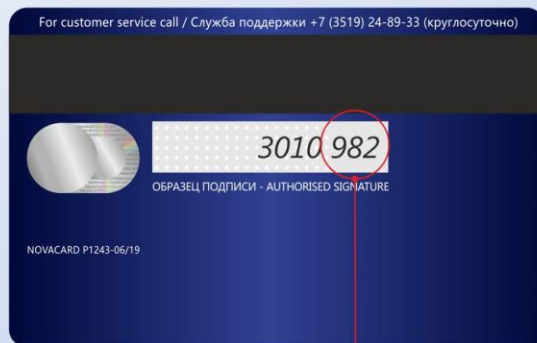 For customer service call / Служба поддержки +7 (3519) 24-89-33 (круглосуточно)
3010 982
ОБРАЗЕЦ ПОДПИСИ - AUTHORISED SIGNATURE
NOVACARD P1243-06/19